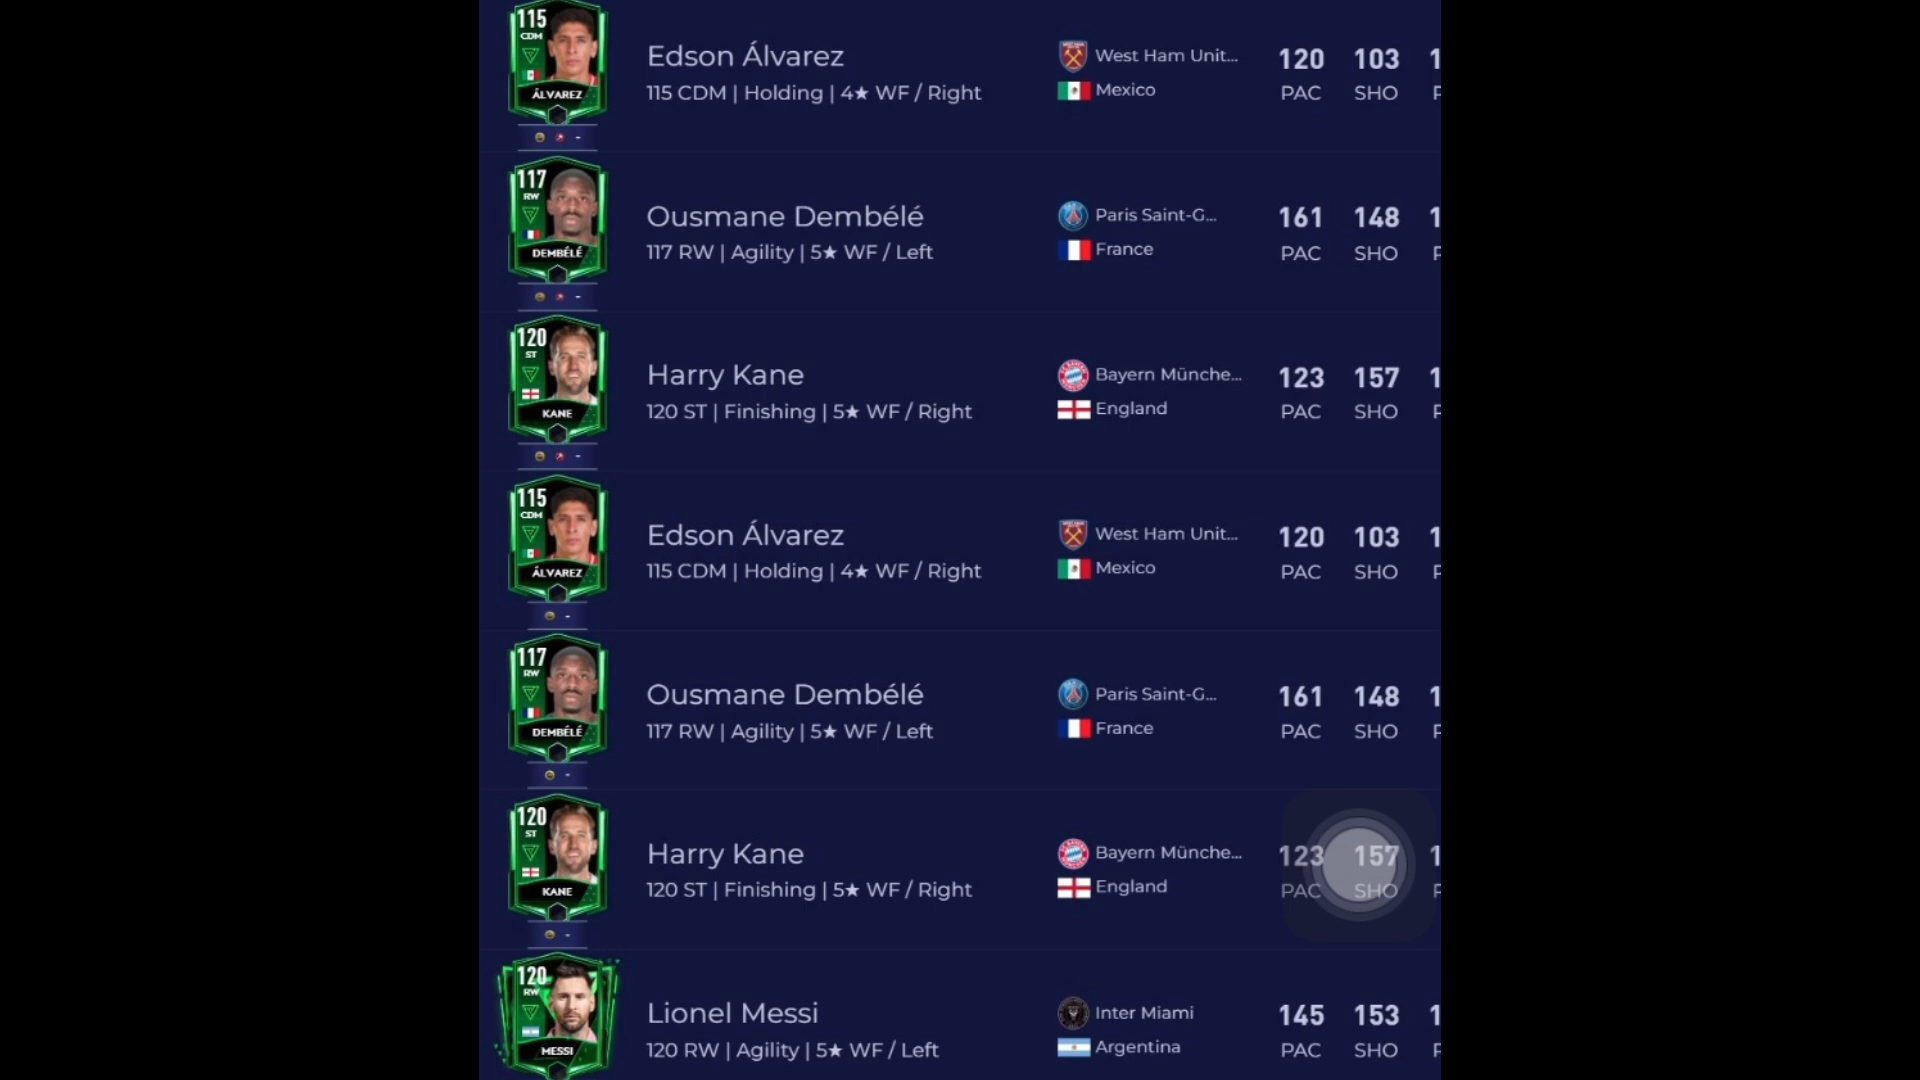 115
CDM
ÁLVAREZ
Edson Álvarez
115 CDM | Holding | 4★ WF / Right
West Ham Unit...
Mexico
120 103
PAC SHO
117
RW
DEMBÉLÉ
Ousmane Dembélé
117 RW | Agility | 5★ WF / Left
Paris Saint-G...
France
161 148
PAC SHO
120
ST
KANE
Harry Kane
120 ST | Finishing | 5★ WF / Right
Bayern Münche...
England
123 157
PAC SHO
115
CDM
ÁLVAREZ
Edson Álvarez
115 CDM | Holding | 4★ WF / Right
West Ham Unit...
Mexico
120 103
PAC SHO
117
RW
DEMBÉLÉ
Ousmane Dembélé
117 RW | Agility | 5★ WF / Left
Paris Saint-G...
France
161 148
PAC SHO
120
ST
KANE
Harry Kane
120 ST | Finishing | 5★ WF / Right
Bayern Münche...
England
123 157
PAC SHO
120
RW
MESSI
Lionel Messi
120 RW | Agility | 5★ WF / Left
Inter Miami
Argentina
145 153
PAC SHO